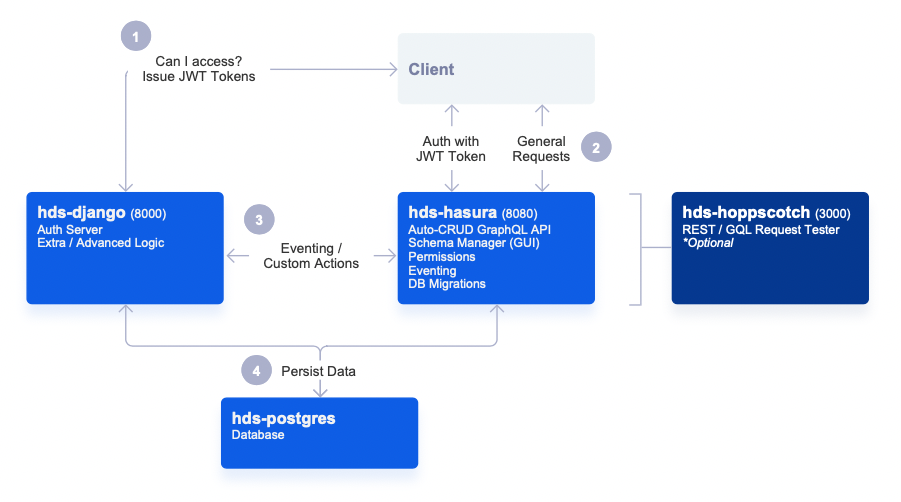 1
Can I access?
Issue JWT Tokens
Client
Auth with
JWT Token
General
Requests
2
hds-django (8000)
Auth Server
Extra / Advanced Logic
3
Eventing /
Custom Actions
hds-hasura (8080)
Auto-CRUD GraphQL API
Schema Manager (GUI)
Permissions
Eventing
DB Migrations
hds-hoppscotch (3000)
REST / GQL Request Tester
*Optional
4
Persist Data
hds-postgres
Database